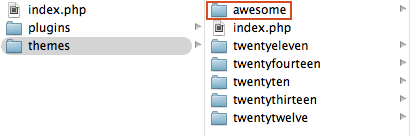 index.php
plugins
themes
awesome
index.php
twentyeleven
twentyfourteen
twentyten
twentythirteen
twentytwelve